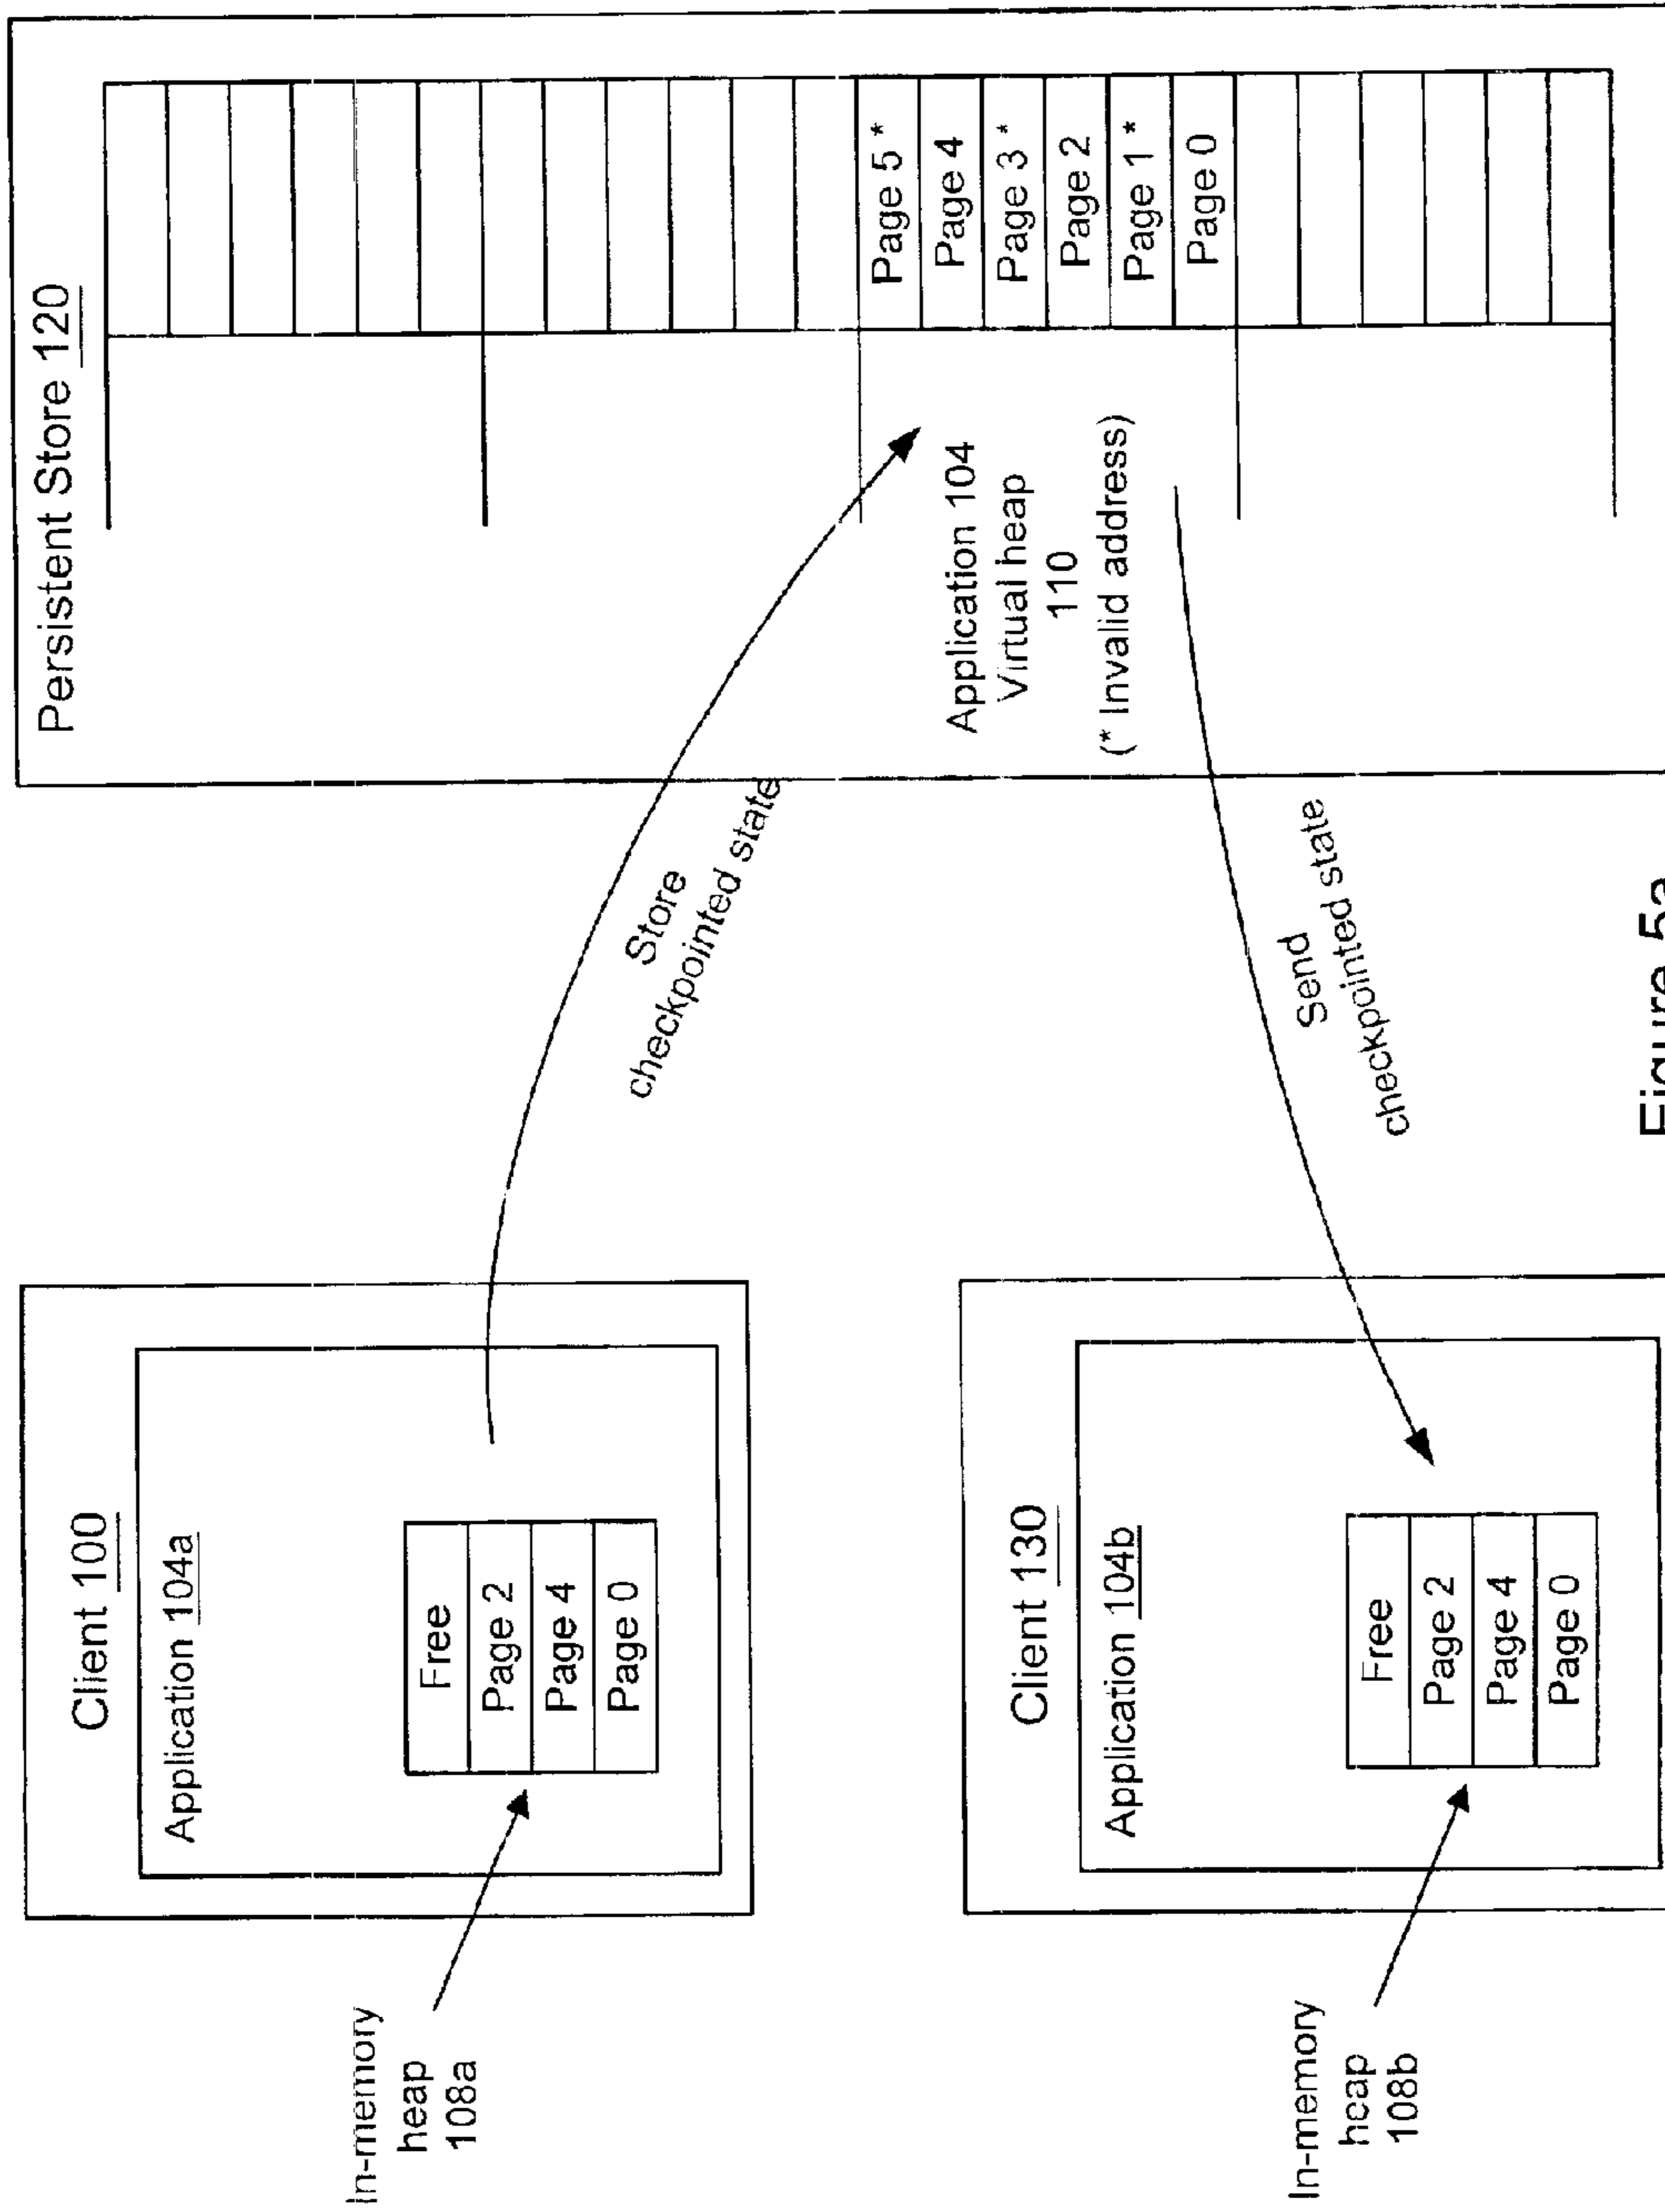 Client 100
Application 104a
Free
Page 2
Page 4
Page 0
In-memory
heap
108a
Store
checkpointed state
Persistent Store 120
Page 5 *
Page 4
Page 3 *
Page 2
Page 1 *
Page 0
Application 104
Virtual heap
110
(* Invalid address)
Send
checkpointed state
Client 130
Application 104b
Free
Page 2
Page 4
Page 0
In-memory
heap
108b
Figure 5a